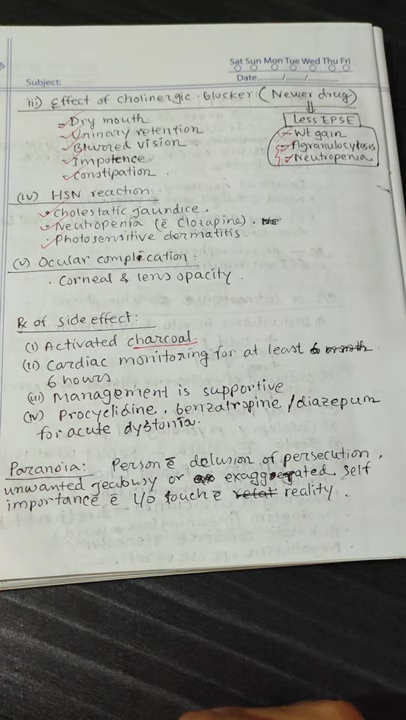 Sat Sun Mon Tue Wed Thu Fri
Subject:
Date / /
iii) Effect of cholinergic blocker (Newer drug)
⇓
Less EPSE
Dry mouth
Urinary retention
Blurred vision
Impotence
Constipation.
Wt gain
Agranulocytosis
Neutropenia
(iv) HSN reaction:
Cholestatic jaundice.
Neutropenia (ē Clozapine).
Photosensitive dermatitis.
(v) Ocular complication:
· Corneal & lens opacity.
Rx of side effect:
(i) Activated charcoal.
(ii) Cardiac monitoring for at least
6 hours
(iii) Management is supportive
(iv) Procyclidine, benzatropine /diazepum
for acute dystonia.
Paranoia: Person ē delusion of persecution,
unwanted jeabusy or exaggerated self
importance ē touch ē reality.